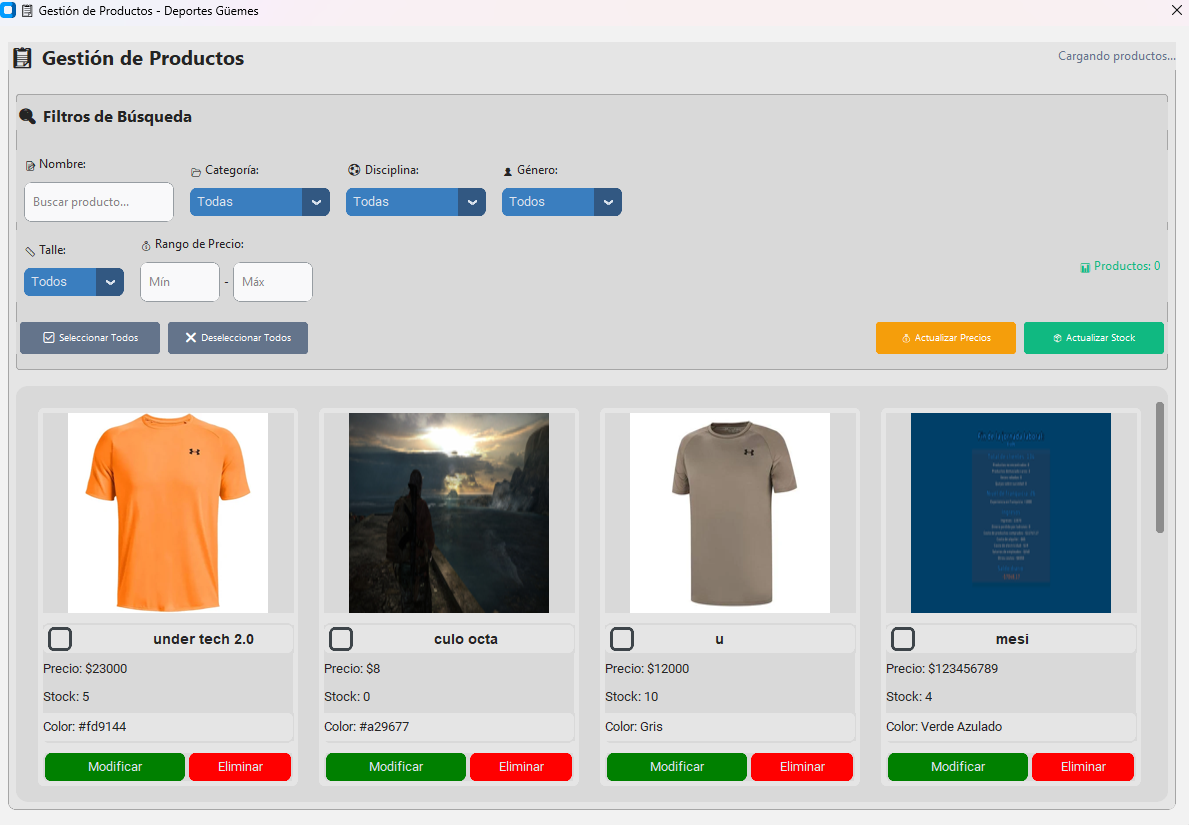 Gestión de Productos - Deportes Güemes
Gestión de Productos
Cargando productos...
Filtros de Búsqueda
Nombre:
Categoría:
Disciplina:
Género:
Buscar producto...
Todas
Todas
Todos
Talle:
Rango de Precio:
Todos
Mín
-
Máx
Productos: 0
Seleccionar Todos
Deseleccionar Todos
Actualizar Precios
Actualizar Stock
under tech 2.0
culo octa
u
mesi
Precio: $23000
Precio: $8
Precio: $12000
Precio: $123456789
Stock: 5
Stock: 0
Stock: 10
Stock: 4
Color: #fd9144
Color: #a29677
Color: Gris
Color: Verde Azulado
Modificar
Eliminar
Modificar
Eliminar
Modificar
Eliminar
Modificar
Eliminar